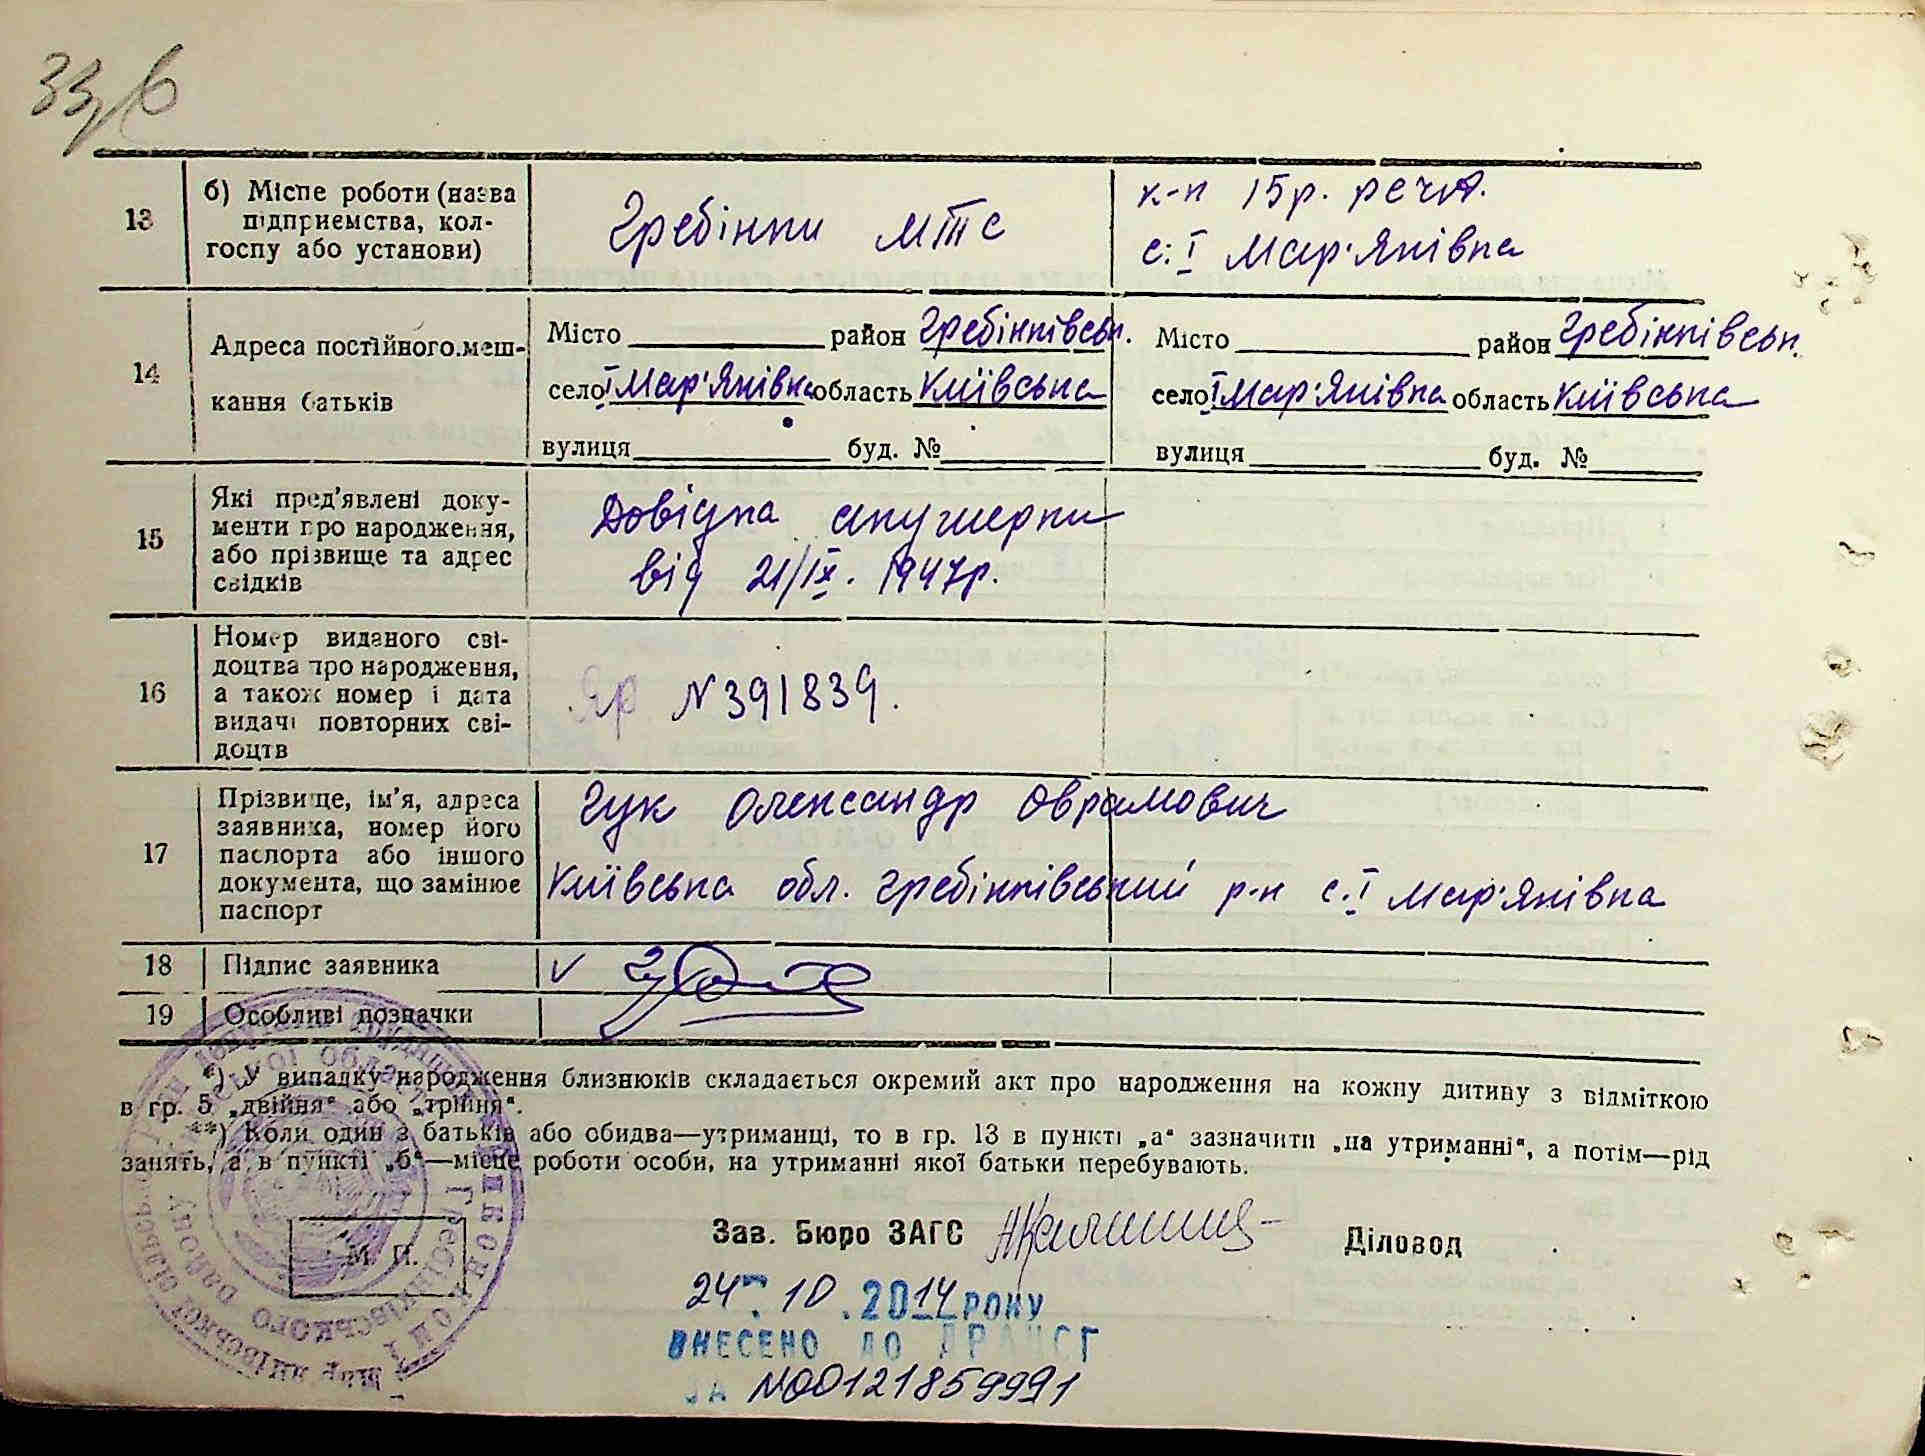 33, б
13
б) Місце роботи (назва
підприємства, кол-
госпу або установи)
Гребінки МТС
к-п 15 р. РСЧА.
с. І Мар'янівка
14
Адреса постійного меш-
кання батьків
Місто район Гребінківськ.
село І Мар'янівка область Київська
вулиця буд. №
Місто район Гребінківськ.
село І Мар'янівка область Київська
вулиця буд. №
15
Які пред'явлені доку-
менти про народження,
або прізвище та адрес
свідків
Довідка акушерки
від 21/ІХ. 1947р.
16
Номер виданого сві-
доцтва про народження,
а також номер і дата
видачі повторних сві-
доцтв
ЯР N 391839.
17
Прізвище, ім'я, адреса
заявника, номер його
паспорта або іншого
документа, що замінює
паспорт
Гук Олександр Оврамович
Київська обл. Гребінківський р-н с. І Мар'янівка
18
Підпис заявника
v
19
Особливі позначки
*) У випадку народження близнюків складається окремий акт про народження на кожну дитину з відміткою
в гр. 5 „двійня“ або „трійня“.
**) Коли один з батьків або обидва—утриманці, то в гр. 13 в пункті „а“ зазначити „на утриманні“, а потім—рід
занять, а в пункті „б“—місце роботи особи, на утриманні якої батьки перебувають.
М. П.
Зав. Бюро ЗАГС
Діловод
24. 10. 2014 РОКУ
ВНЕСЕНО ДО ДРАЦСГ
ЗА №00121859991